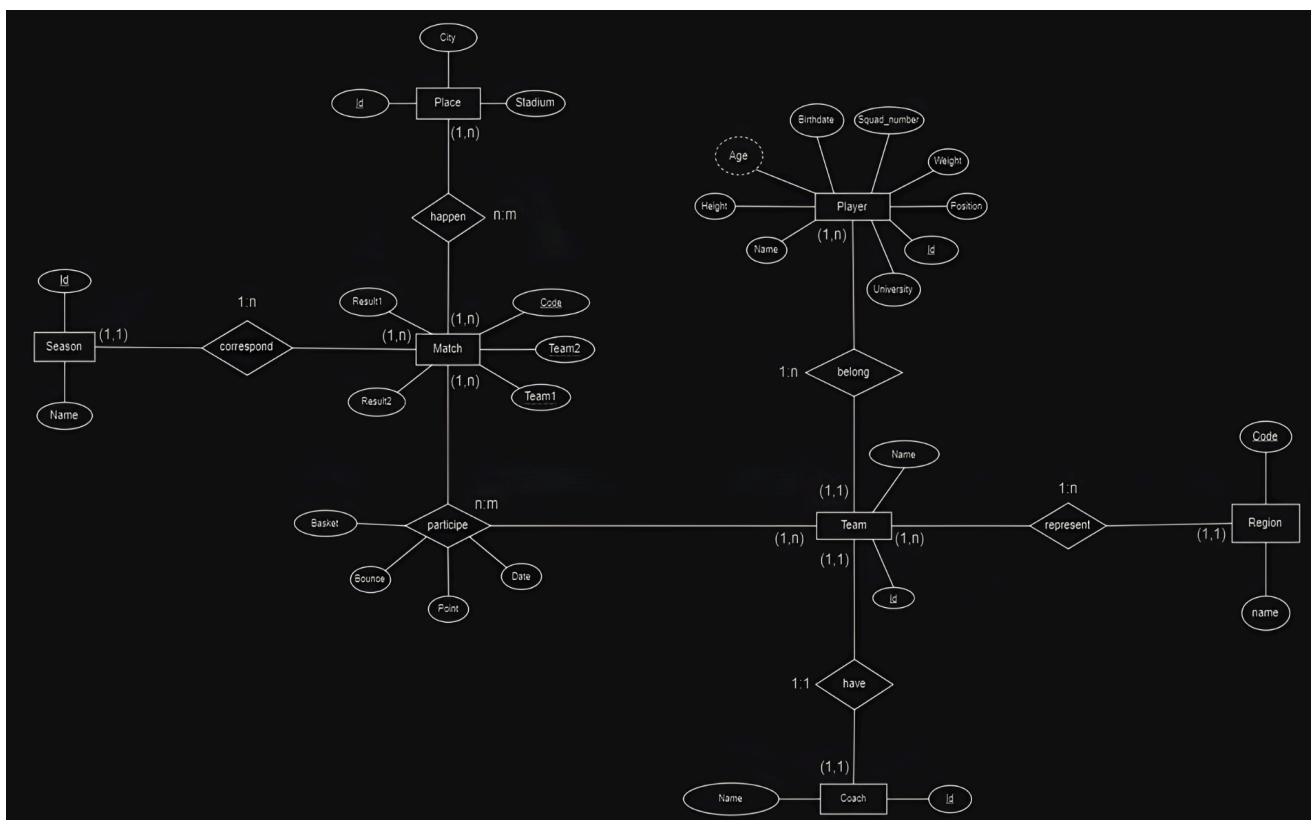 City
Id
Place
Stadium
(1,n)
happen
n:m
Birthdate
Squad_number
Age
Weight
Height
Player
Position
Name
(1,n)
Id
University
Id
1:n
Result1
(1,n)
Code
Season
(1,1)
correspond
(1,n)
Match
Team2
(1,n)
Name
Result2
Team1
1:n
belong
Name
Code
(1,1)
1:n
n:m
Basket
participe
Team
represent
Region
(1,n)
(1,1)
(1,n)
(1,1)
Bounce
Date
Point
Id
name
1:1
have
(1,1)
Name
Coach
Id